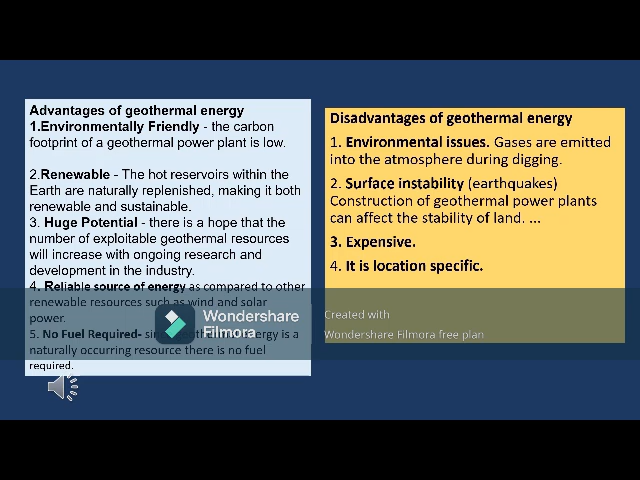 Advantages of geothermal energy
1.Environmentally Friendly - the carbon
footprint of a geothermal power plant is low.
2.Renewable - The hot reservoirs within the
Earth are naturally replenished, making it both
renewable and sustainable.
3. Huge Potential - there is a hope that the
number of exploitable geothermal resources
will increase with ongoing research and
development in the industry.
4. Reliable source of energy as compared to other
renewable resources such as wind and solar
power.
5. No Fuel Required- energy is a
naturally occurring resource there is no fuel
required.
Disadvantages of geothermal energy
1. Environmental issues. Gases are emitted
into the atmosphere during digging.
2. Surface instability (earthquakes)
Construction of geothermal power plants
can affect the stability of land. ...
3. Expensive.
4. It is location specific.
Wondershare
Filmora
Created with
Wondershare Filmora free plan